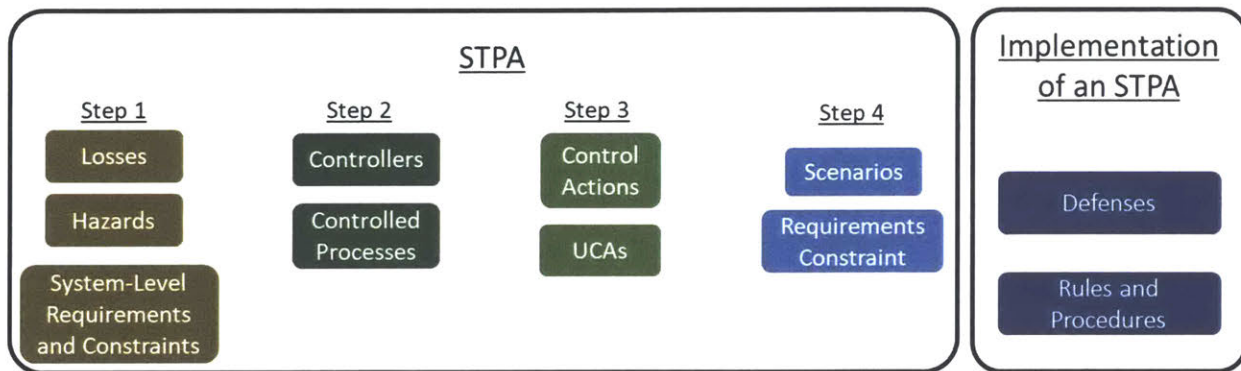 STPA
Step 1
Losses
Hazards
System-Level
Requirements
and Constraints
Step 2
Controllers
Controlled
Processes
Step 3
Control
Actions
UCAs
Step 4
Scenarios
Requirements
Constraint
Implementation
of an STPA
Defenses
Rules and
Procedures